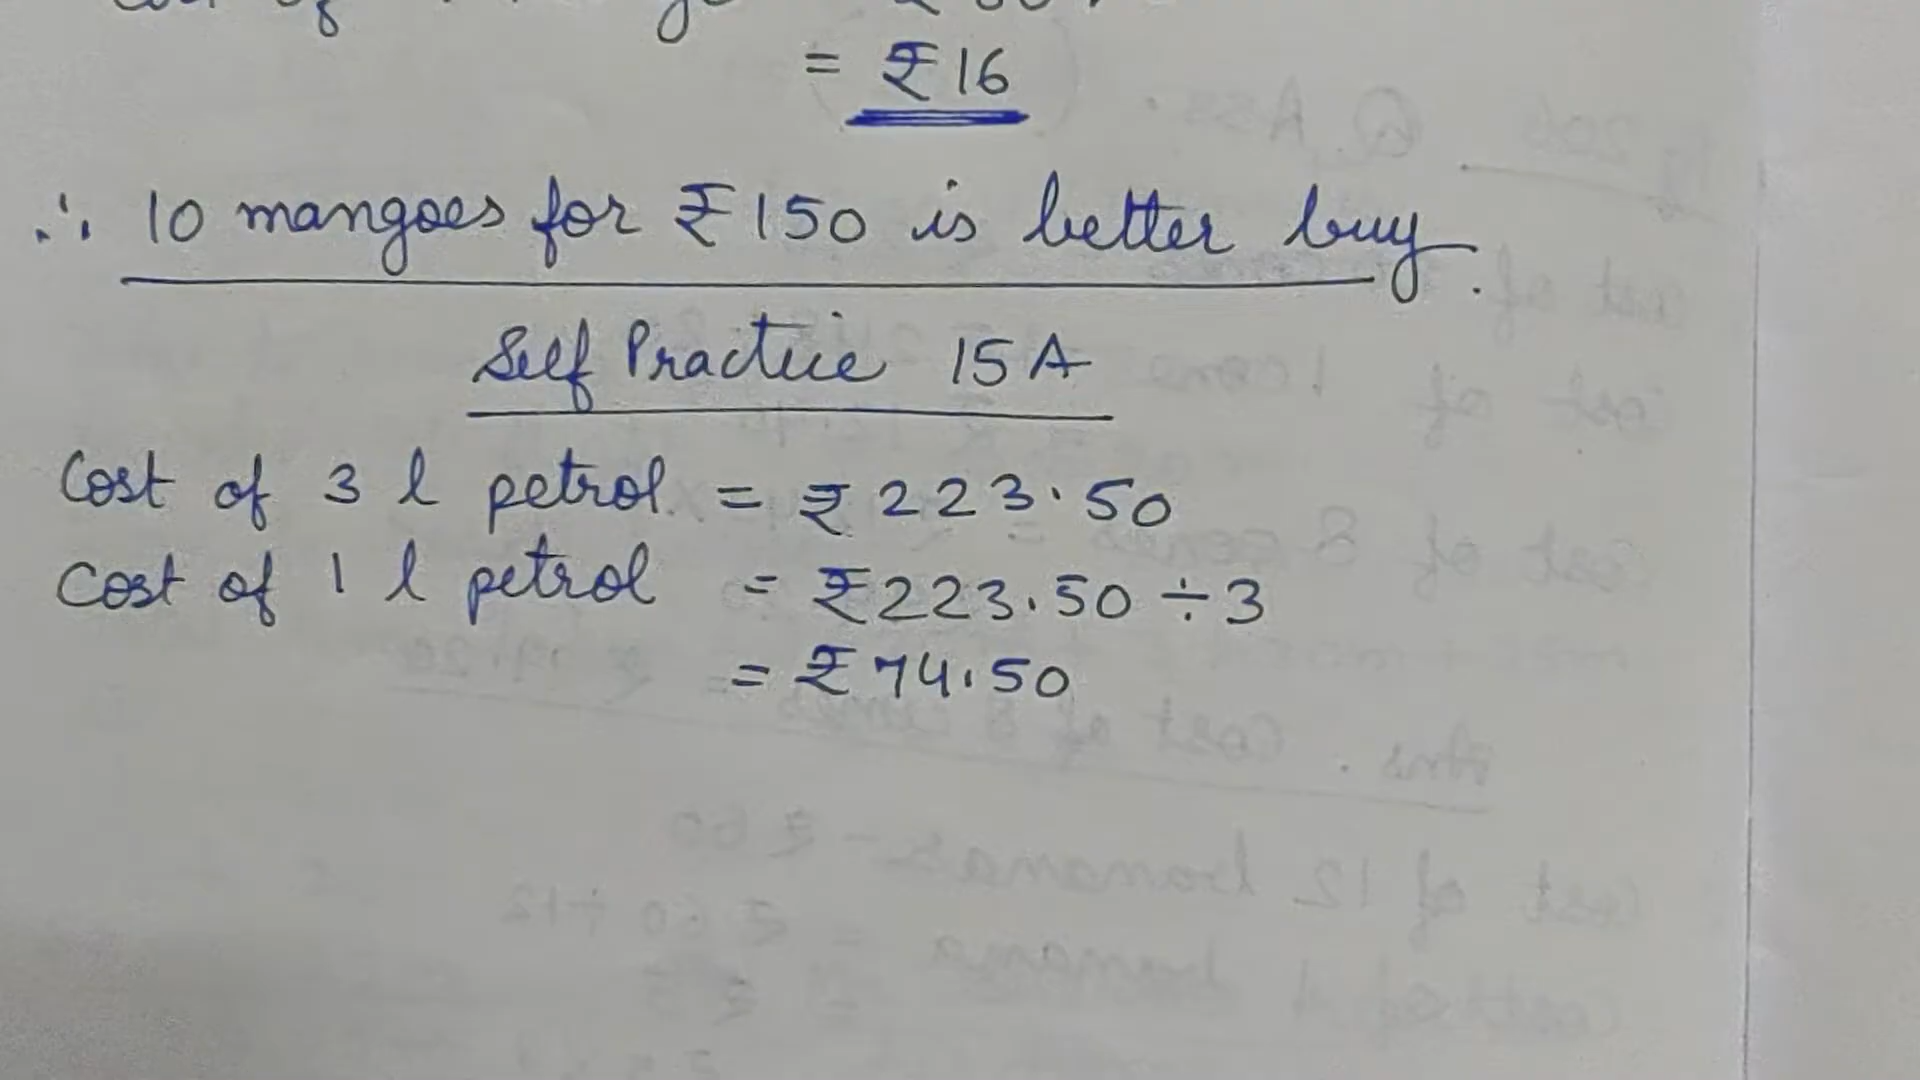 = ₹16
∴ 10 mangoes for ₹150 is better buy.
Self Practice 15A
Cost of 3 l petrol = ₹223.50
Cost of 1 l petrol = ₹223.50 ÷ 3
= ₹74.50